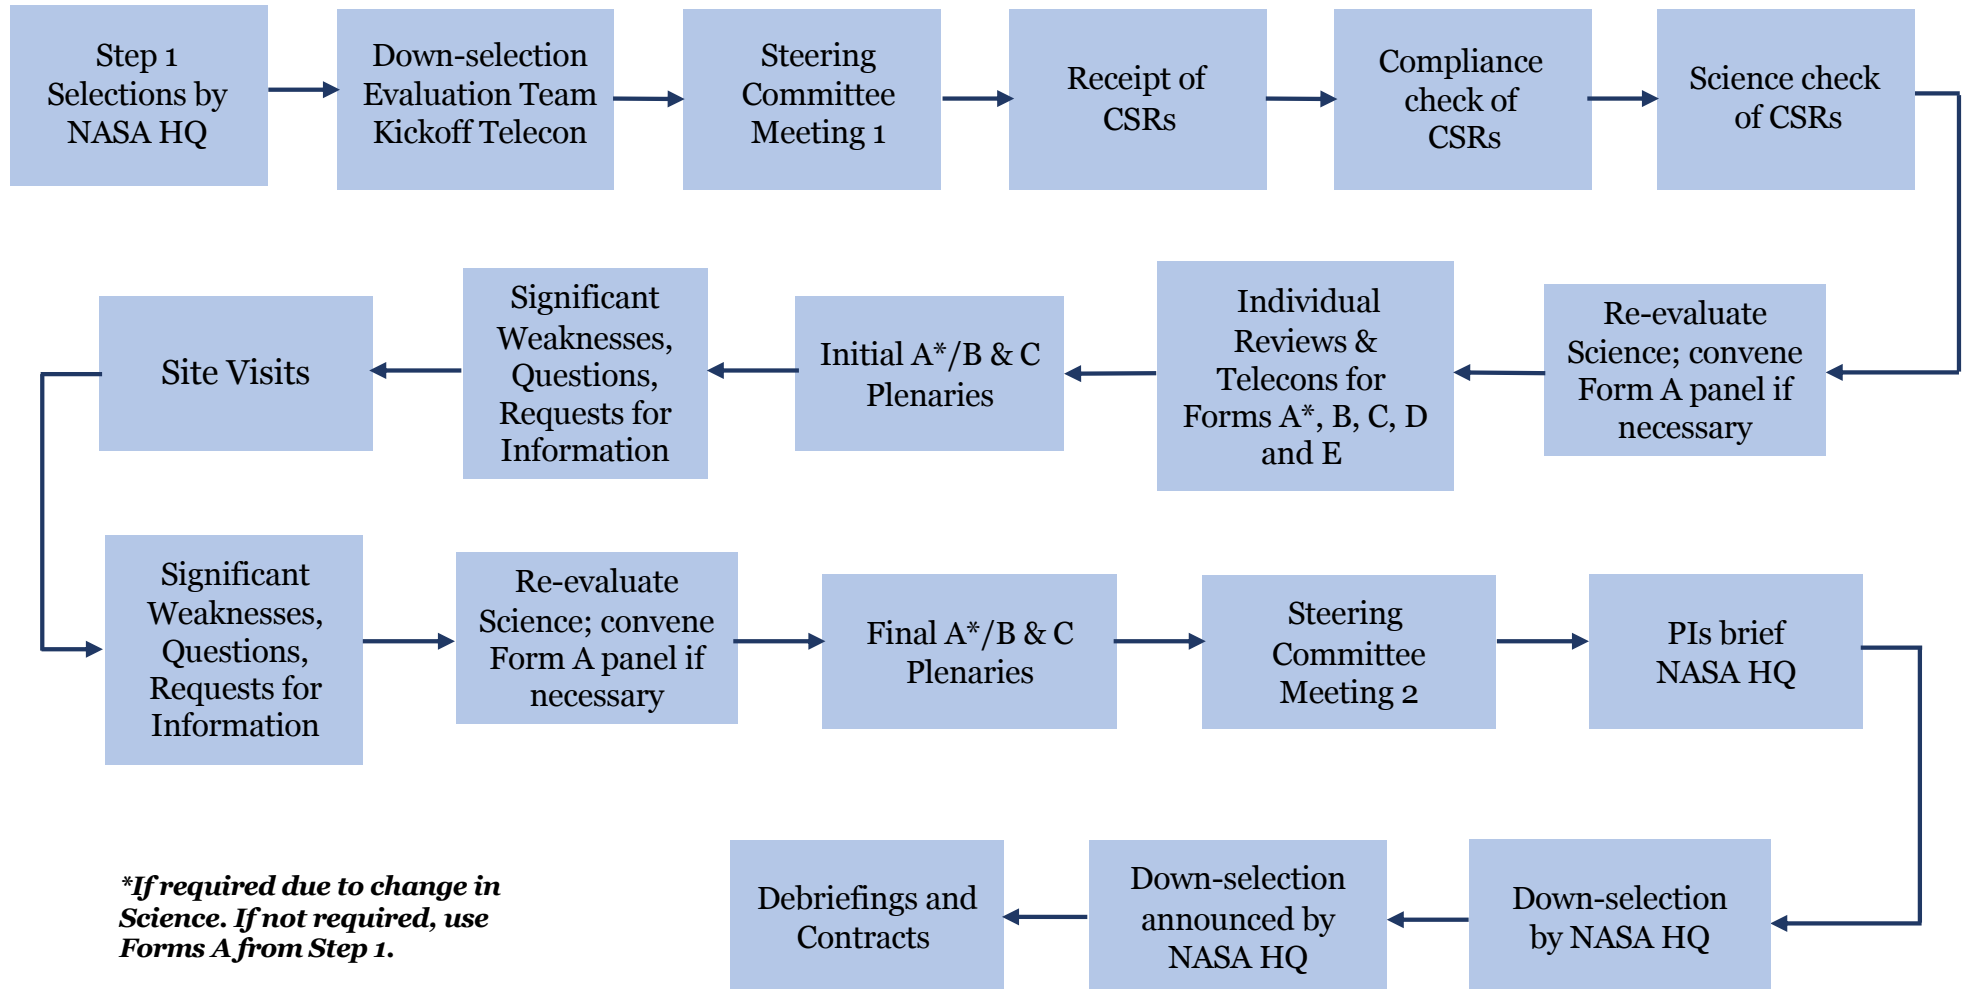 Step 1
Selections by
NASA HQ
Down-selection
Evaluation Team
Kickoff Telecon
Steering
Committee
Meeting 1
Receipt of
CSRs
Compliance
check of
CSRs
Science check
of CSRs
Re-evaluate
Science; convene
Form A panel if
necessary
Individual
Reviews &
Telecons for
Forms A*, B, C, D
and E
Initial A*/B & C
Plenaries
Significant
Weaknesses,
Questions,
Requests for
Information
Site Visits
Significant
Weaknesses,
Questions,
Requests for
Information
Re-evaluate
Science; convene
Form A panel if
necessary
Final A*/B & C
Plenaries
Steering
Committee
Meeting 2
PIs brief
NASA HQ
Down-selection
by NASA HQ
Down-selection
announced by
NASA HQ
Debriefings and
Contracts
*If required due to change in
Science. If not required, use
Forms A from Step 1.